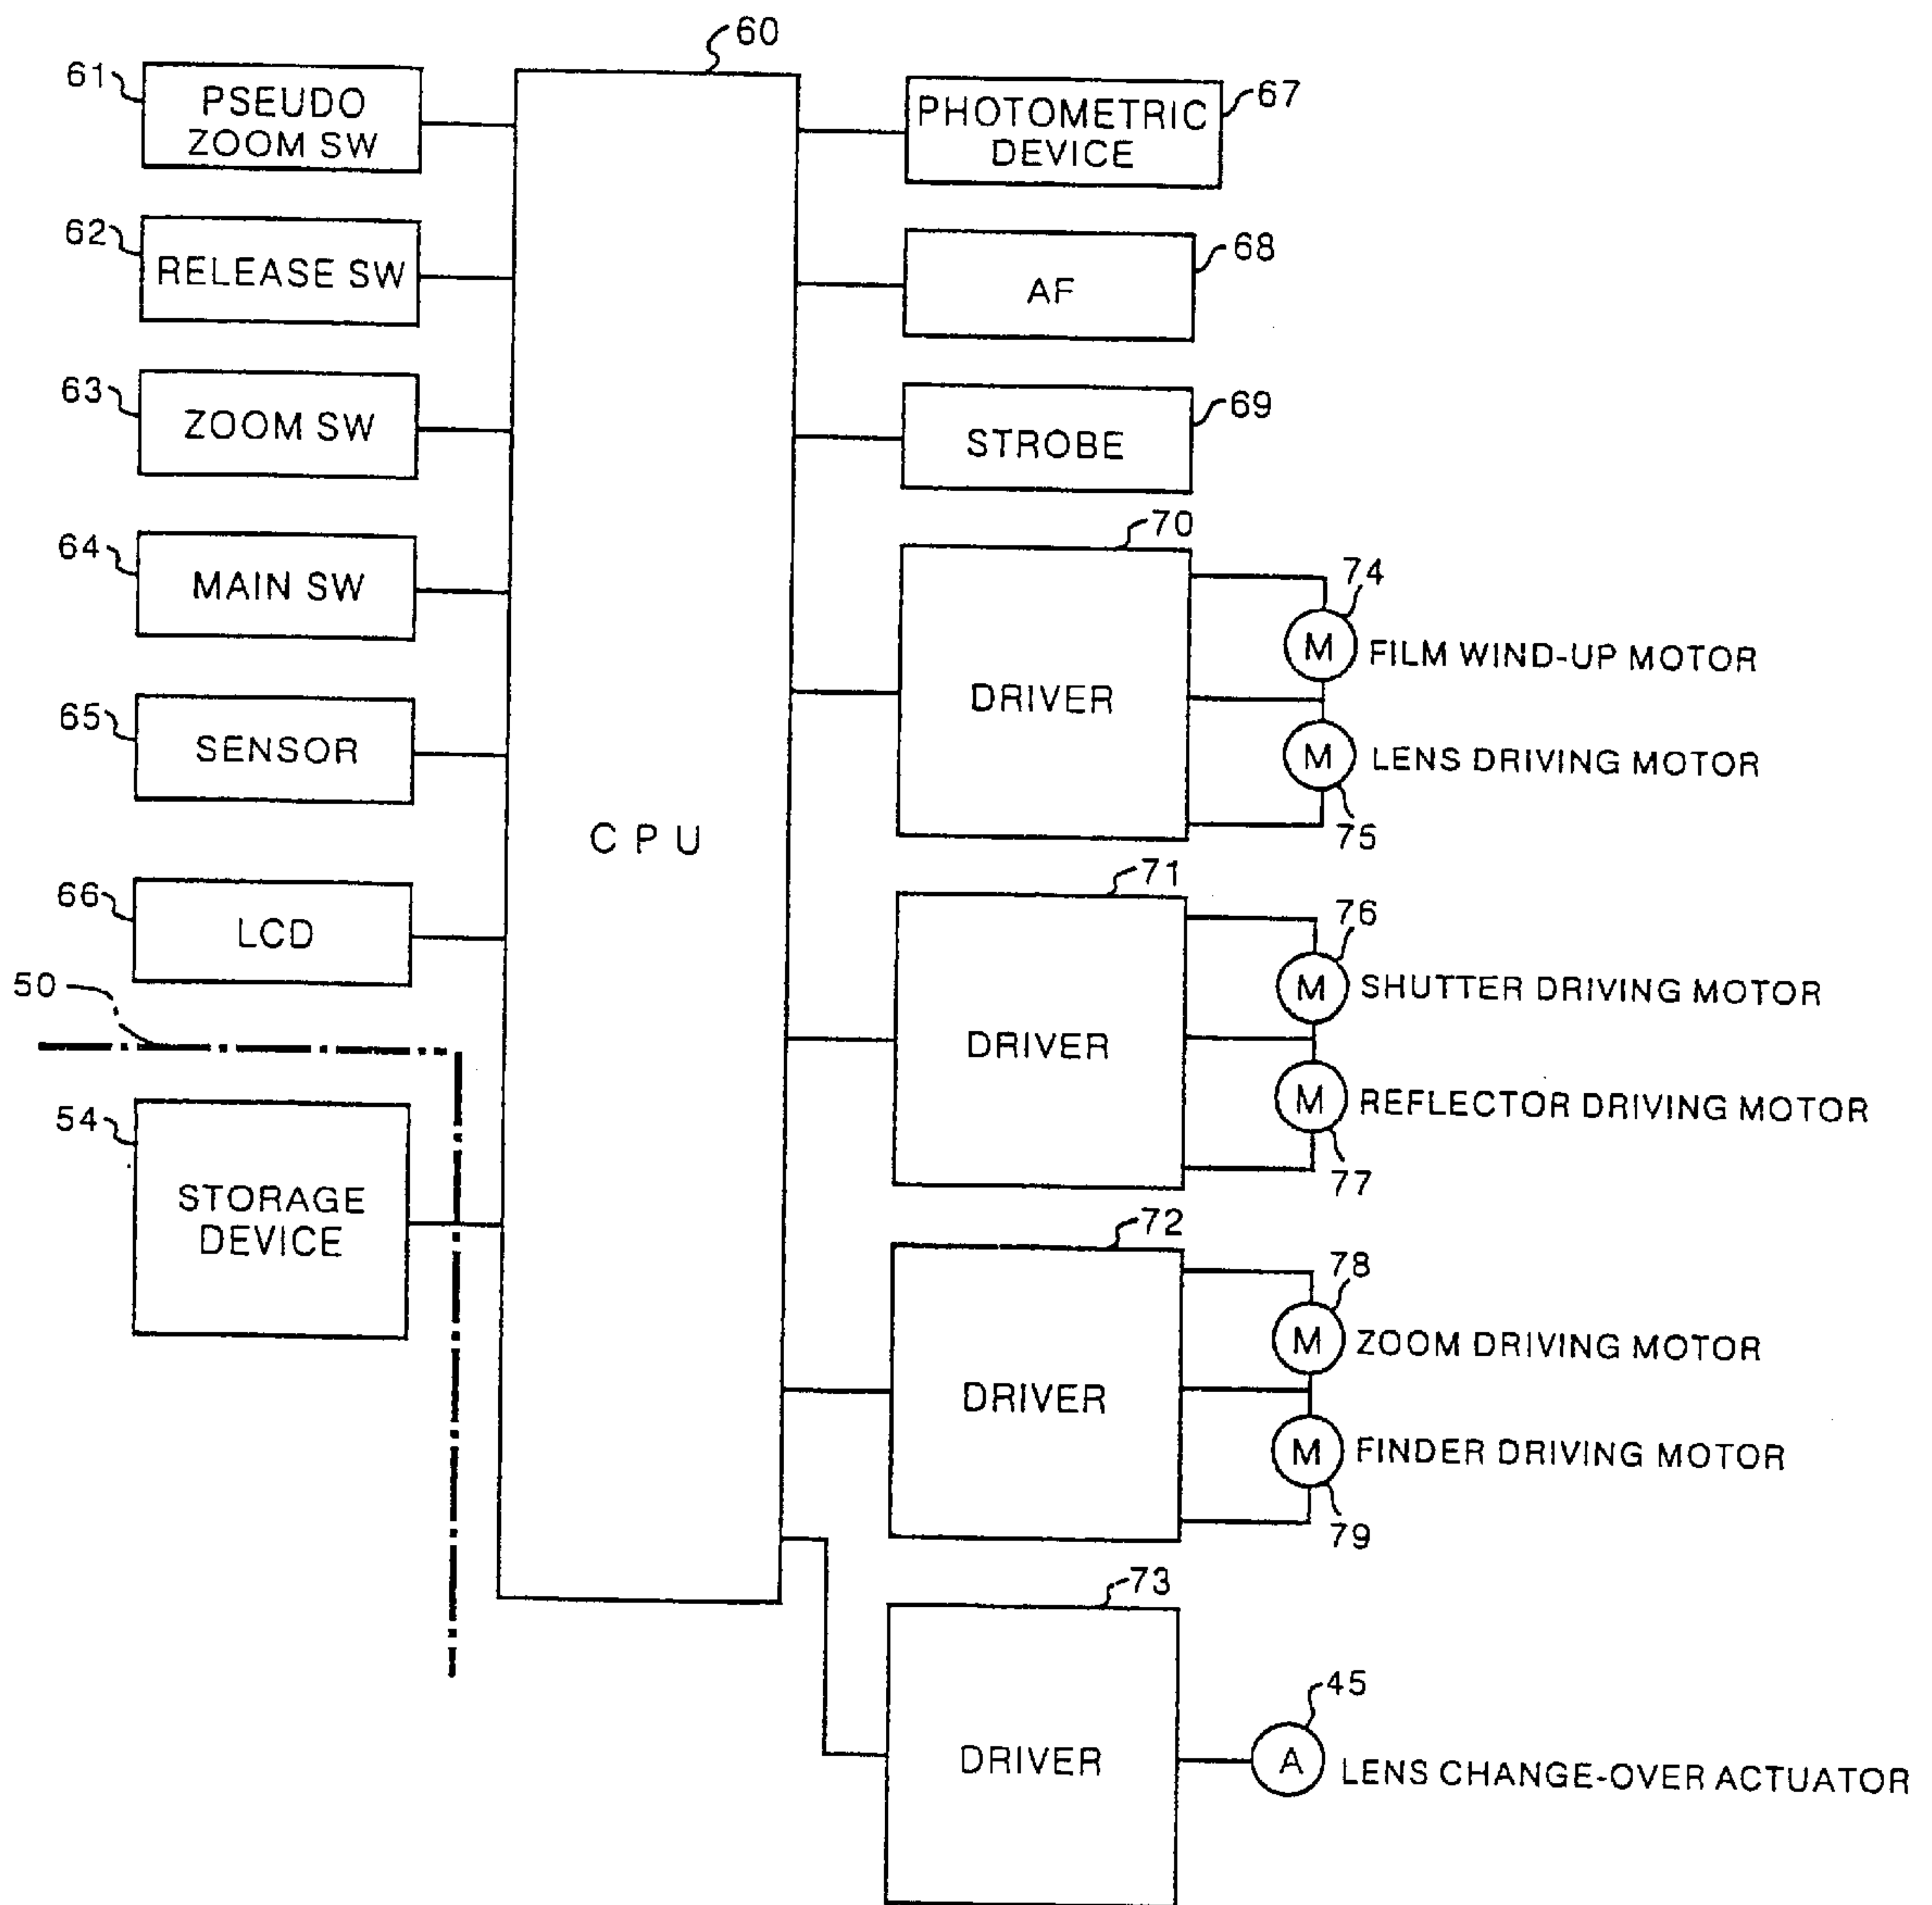 60
61
PSEUDO
ZOOM SW
62
RELEASE SW
63
ZOOM SW
64
MAIN SW
65
SENSOR
66
LCD
50
54
STORAGE
DEVICE
CPU
67
PHOTOMETRIC
DEVICE
68
AF
69
STROBE
70
DRIVER
74
M FILM WIND-UP MOTOR
M LENS DRIVING MOTOR
75
71
DRIVER
76
M SHUTTER DRIVING MOTOR
M REFLECTOR DRIVING MOTOR
77
72
DRIVER
78
M ZOOM DRIVING MOTOR
M FINDER DRIVING MOTOR
79
73
DRIVER
45
A LENS CHANGE-OVER ACTUATOR